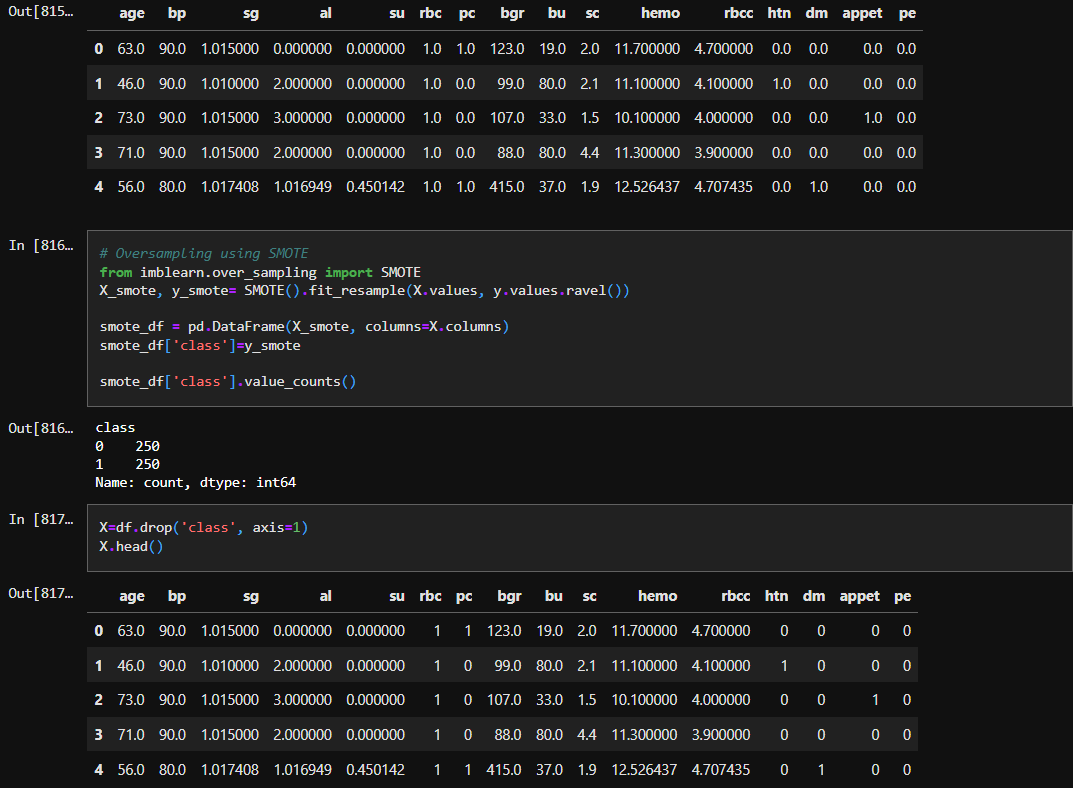 Out[815…
age bp sg al su rbc pc bgr bu sc hemo rbcc htn dm appet pe
0 63.0 90.0 1.015000 0.000000 0.000000 1.0 1.0 123.0 19.0 2.0 11.700000 4.700000 0.0 0.0 0.0 0.0
1 46.0 90.0 1.010000 2.000000 0.000000 1.0 0.0 99.0 80.0 2.1 11.100000 4.100000 1.0 0.0 0.0 0.0
2 73.0 90.0 1.015000 3.000000 0.000000 1.0 0.0 107.0 33.0 1.5 10.100000 4.000000 0.0 0.0 1.0 0.0
3 71.0 90.0 1.015000 2.000000 0.000000 1.0 0.0 88.0 80.0 4.4 11.300000 3.900000 0.0 0.0 0.0 0.0
4 56.0 80.0 1.017408 1.016949 0.450142 1.0 1.0 415.0 37.0 1.9 12.526437 4.707435 0.0 1.0 0.0 0.0
In [816…
# Oversampling using SMOTE
from imblearn.over_sampling import SMOTE
X_smote, y_smote= SMOTE().fit_resample(X.values, y.values.ravel())
smote_df = pd.DataFrame(X_smote, columns=X.columns)
smote_df['class']=y_smote
smote_df['class'].value_counts()
Out[816…
class
0 250
1 250
Name: count, dtype: int64
In [817…
X=df.drop('class', axis=1)
X.head()
Out[817…
age bp sg al su rbc pc bgr bu sc hemo rbcc htn dm appet pe
0 63.0 90.0 1.015000 0.000000 0.000000 1 1 123.0 19.0 2.0 11.700000 4.700000 0 0 0 0
1 46.0 90.0 1.010000 2.000000 0.000000 1 0 99.0 80.0 2.1 11.100000 4.100000 1 0 0 0
2 73.0 90.0 1.015000 3.000000 0.000000 1 0 107.0 33.0 1.5 10.100000 4.000000 0 0 1 0
3 71.0 90.0 1.015000 2.000000 0.000000 1 0 88.0 80.0 4.4 11.300000 3.900000 0 0 0 0
4 56.0 80.0 1.017408 1.016949 0.450142 1 1 415.0 37.0 1.9 12.526437 4.707435 0 1 0 0